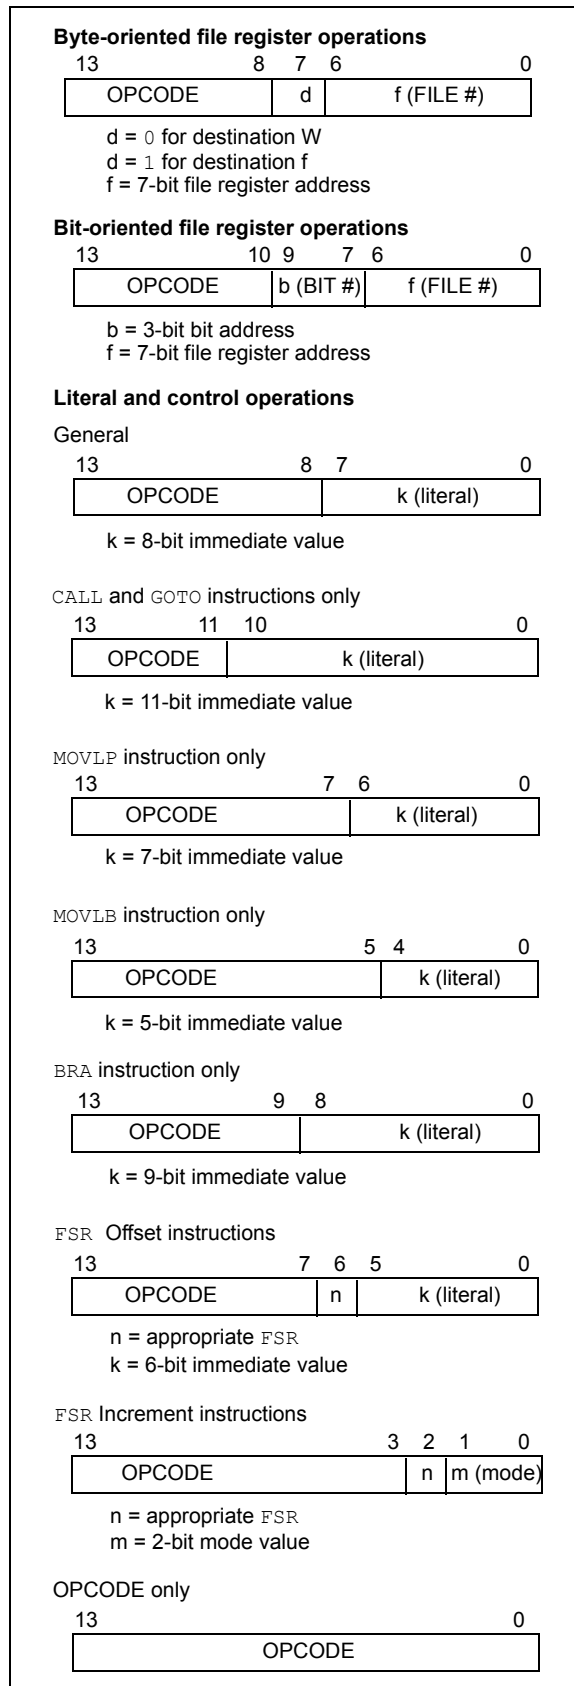 Byte-oriented file register operations
13 8 7 6 0
OPCODE d f (FILE #)
d = 0 for destination W
d = 1 for destination f
f = 7-bit file register address
Bit-oriented file register operations
13 10 9 7 6 0
OPCODE b (BIT #) f (FILE #)
b = 3-bit bit address
f = 7-bit file register address
Literal and control operations
General
13 8 7 0
OPCODE k (literal)
k = 8-bit immediate value
CALL and GOTO instructions only
13 11 10 0
OPCODE k (literal)
k = 11-bit immediate value
MOVLP instruction only
13 7 6 0
OPCODE k (literal)
k = 7-bit immediate value
MOVLB instruction only
13 5 4 0
OPCODE k (literal)
k = 5-bit immediate value
BRA instruction only
13 9 8 0
OPCODE k (literal)
k = 9-bit immediate value
FSR Offset instructions
13 7 6 5 0
OPCODE n k (literal)
n = appropriate FSR
k = 6-bit immediate value
FSR Increment instructions
13 3 2 1 0
OPCODE n m (mode)
n = appropriate FSR
m = 2-bit mode value
OPCODE only
13 0
OPCODE